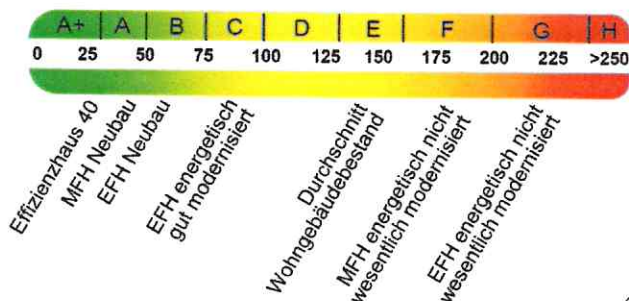 A+ A B C D E F G H
0 25 50 75 100 125 150 175 200 225 >250
Effizienzhaus 40
MFH Neubau
EFH Neubau
EFH energetisch
gut modernisiert
Durchschnitt
Wohngebäudebestand
MFH energetisch nicht
wesentlich modernisiert
EFH energetisch nicht
wesentlich modernisiert